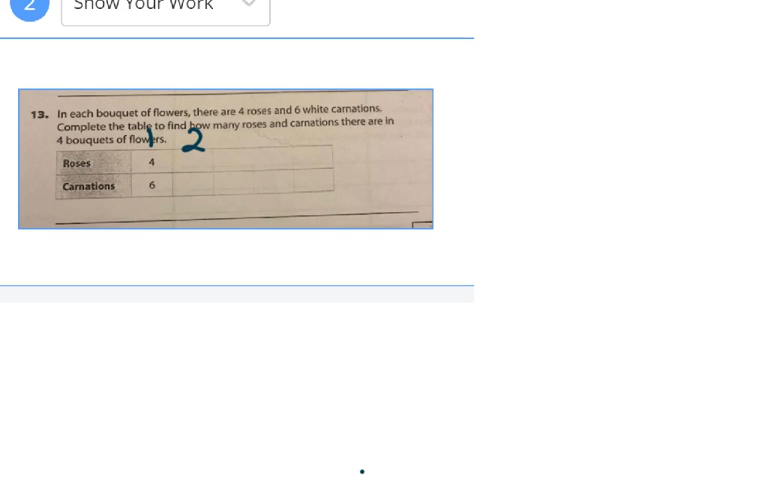 2 Show Your Work
13. In each bouquet of flowers, there are 4 roses and 6 white carnations.
Complete the table to find how many roses and carnations there are in
4 bouquets of flowers.
1 2
Roses 4
Carnations 6